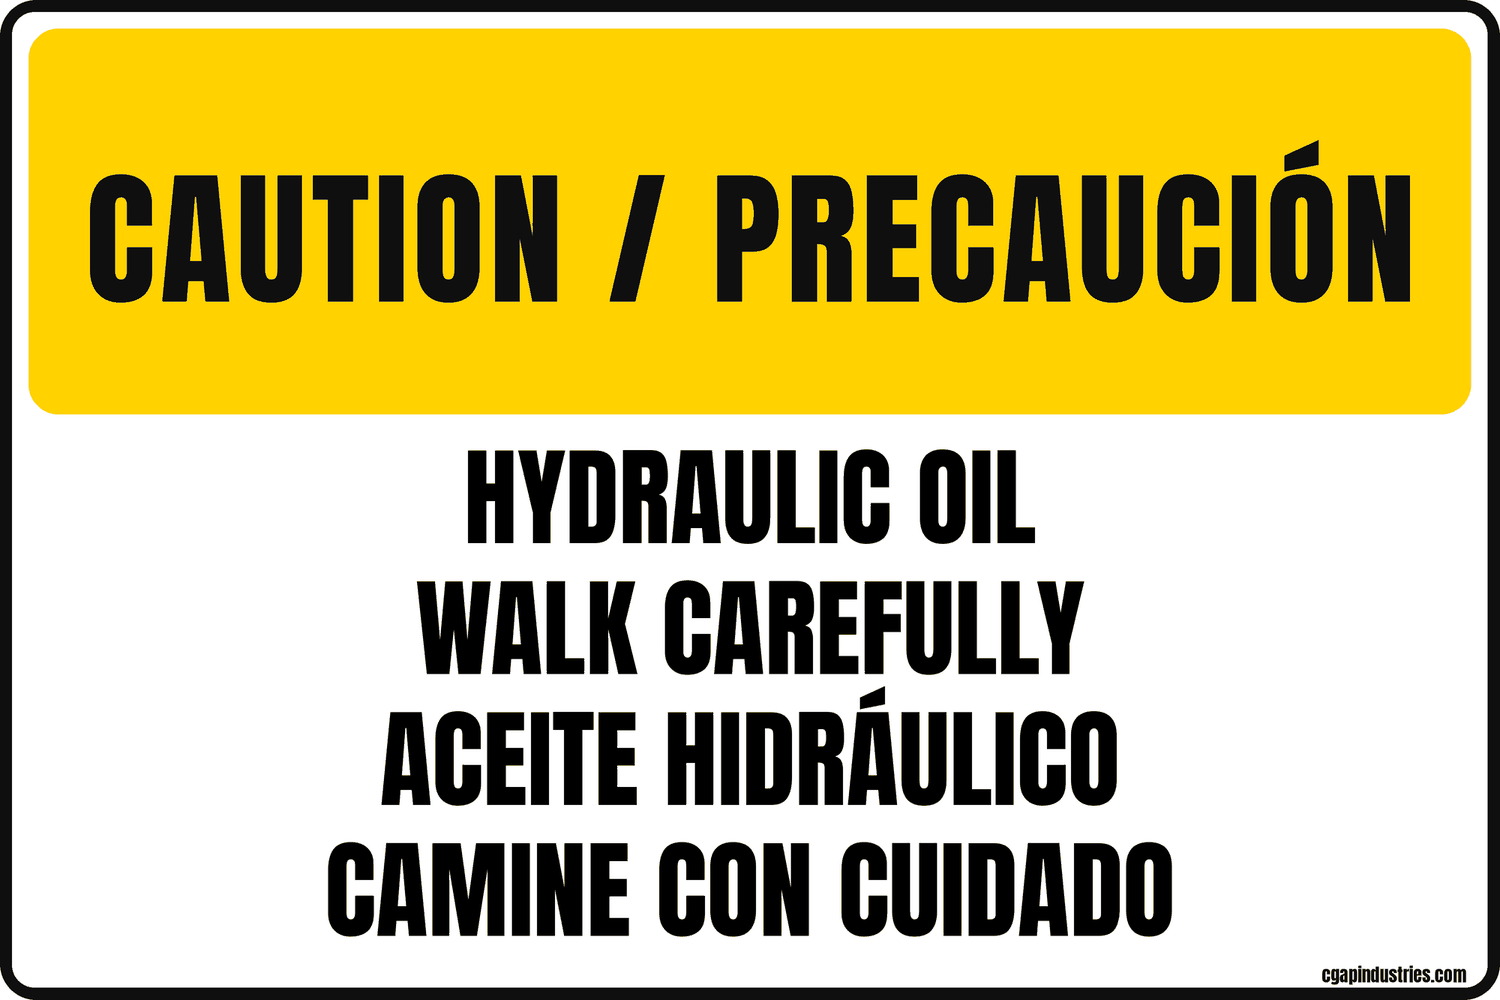 CAUTION / PRECAUCIÓN
HYDRAULIC OIL
WALK CAREFULLY
ACEITE HIDRÁULICO
CAMINE CON CUIDADO
cgapindustries.com